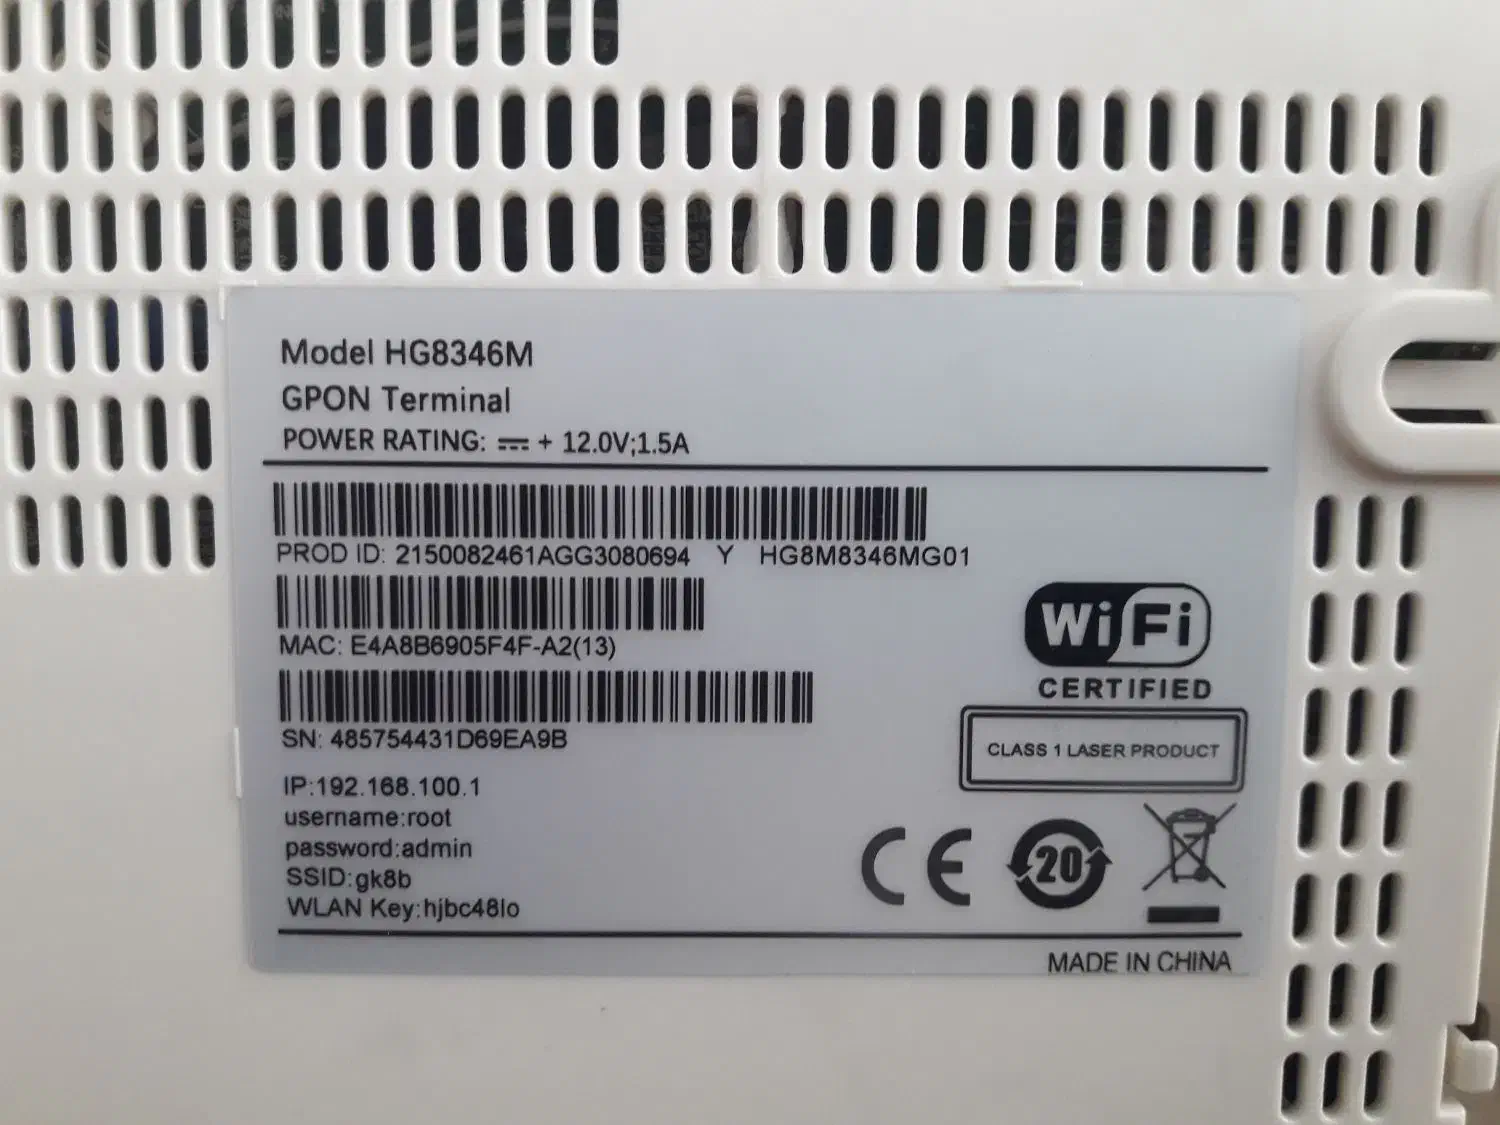 Model HG8346M
GPON Terminal
POWER RATING: ⎓ + 12.0V;1.5A
PROD ID: 2150082461AGG3080694 Y HG8M8346MG01
MAC: E4A8B6905F4F-A2(13)
SN: 485754431D69EA9B
IP:192.168.100.1
username:root
password:admin
SSID:gk8b
WLAN Key:hjbc48lo
WiFi
CERTIFIED
CLASS 1 LASER PRODUCT
CE
20
MADE IN CHINA